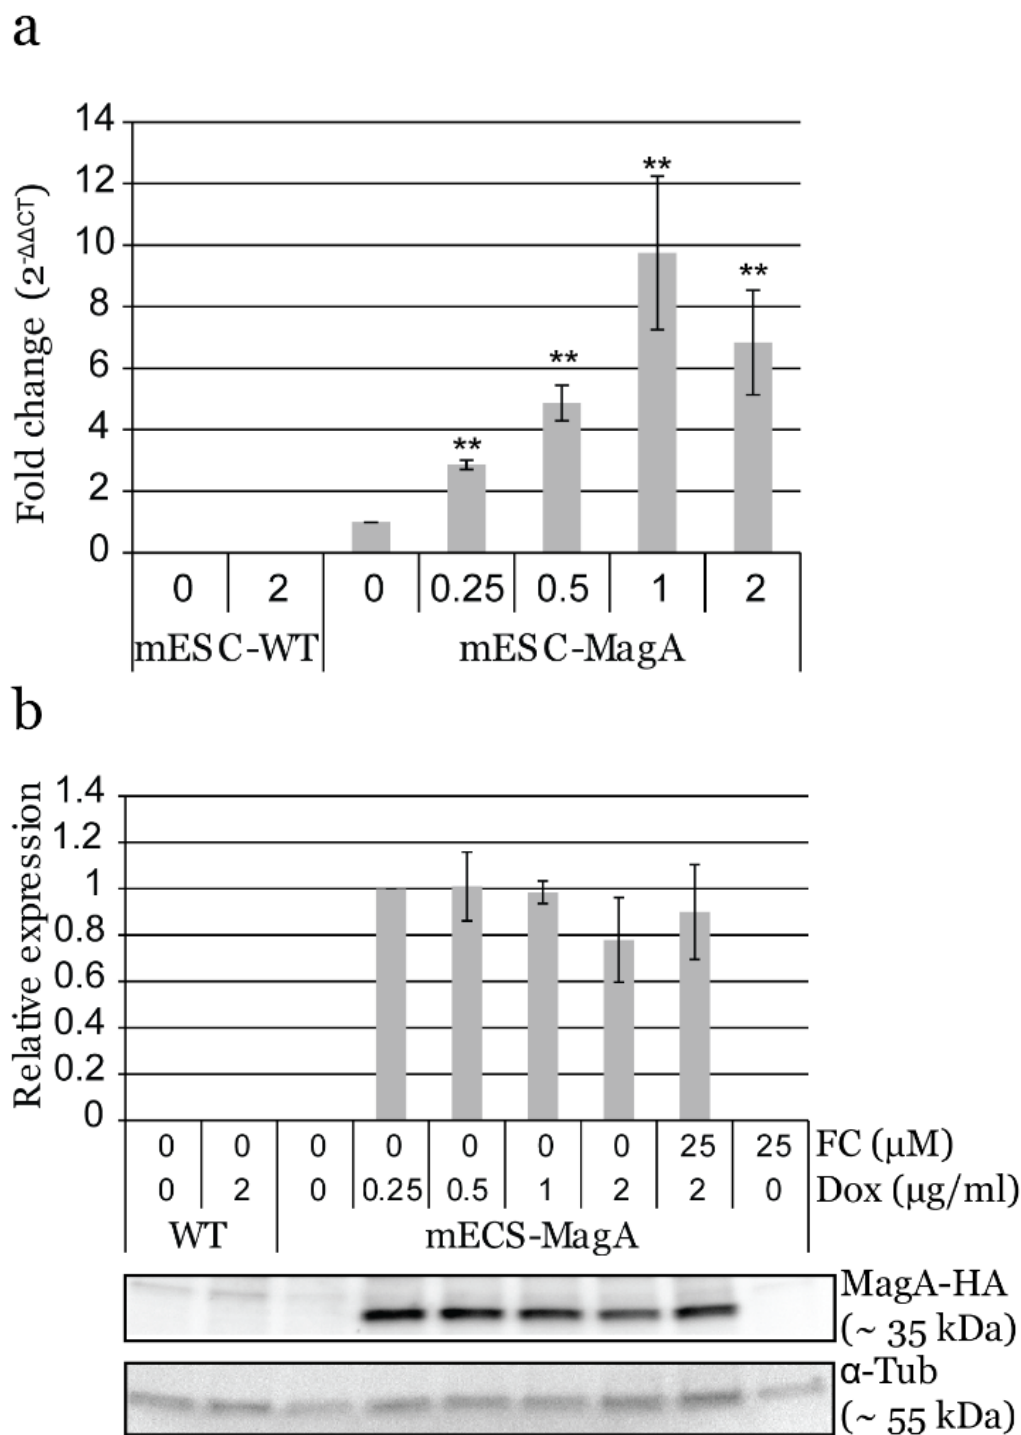 a
14
12
10
8
6
4
2
0
Fold change (2-ΔΔCT)
** ** ** **
0 2 0 0.25 0.5 1 2
mESC-WT mESC-MagA
b
1.4
1.2
1
0.8
0.6
0.4
0.2
0
Relative expression
0 0 0 0 0 0 0 25 25 FC (µM)
0 2 0 0.25 0.5 1 2 2 0 Dox (µg/ml)
WT mECS-MagA
MagA-HA
(~ 35 kDa)
α-Tub
(~ 55 kDa)